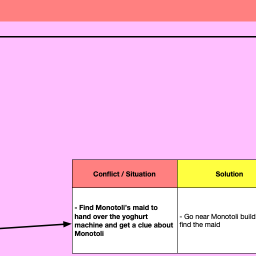 Conflict / Situation
Solution
- Find Monotoli's maid to
hand over the yoghurt
machine and get a clue about
Monotoli
- Go near Monotoli build
find the maid